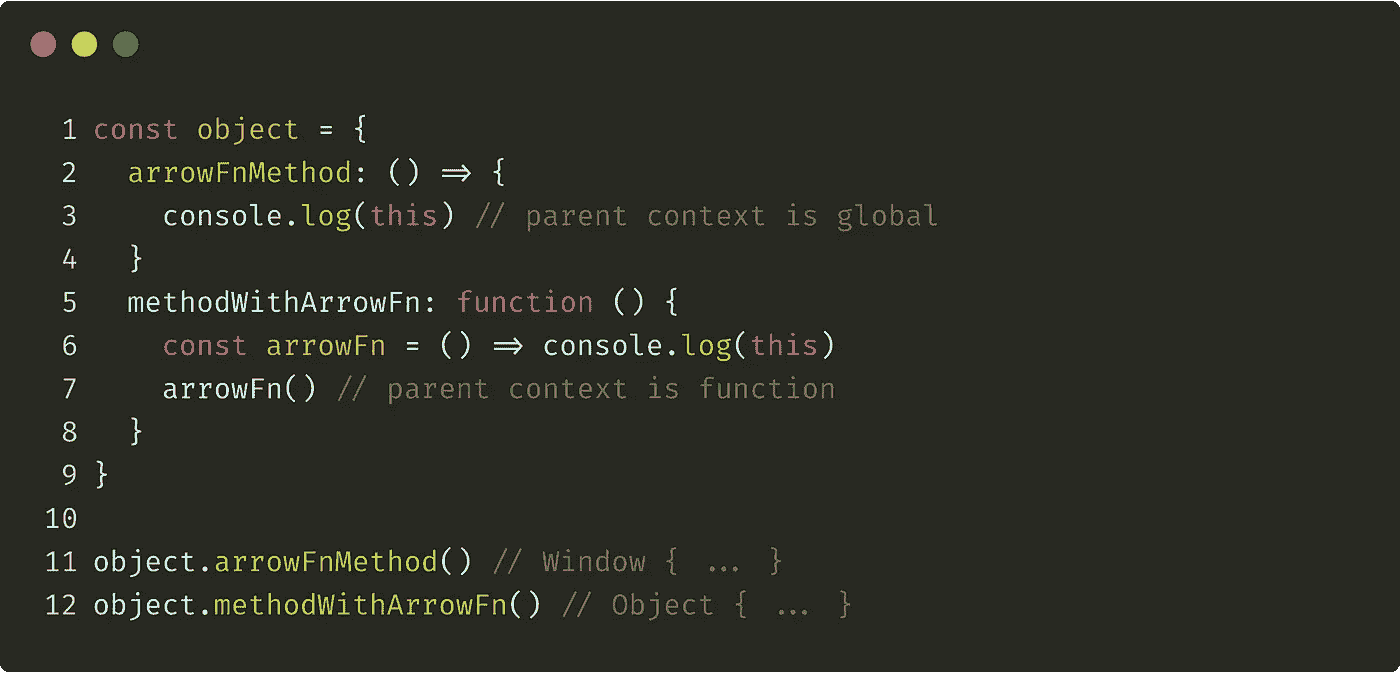 1 const object = {
2   arrowFnMethod: () => {
3     console.log(this) // parent context is global
4   }
5   methodWithArrowFn: function () {
6     const arrowFn = () => console.log(this)
7     arrowFn() // parent context is function
8   }
9 }
10
11 object.arrowFnMethod() // Window { ... }
12 object.methodWithArrowFn() // Object { ... }